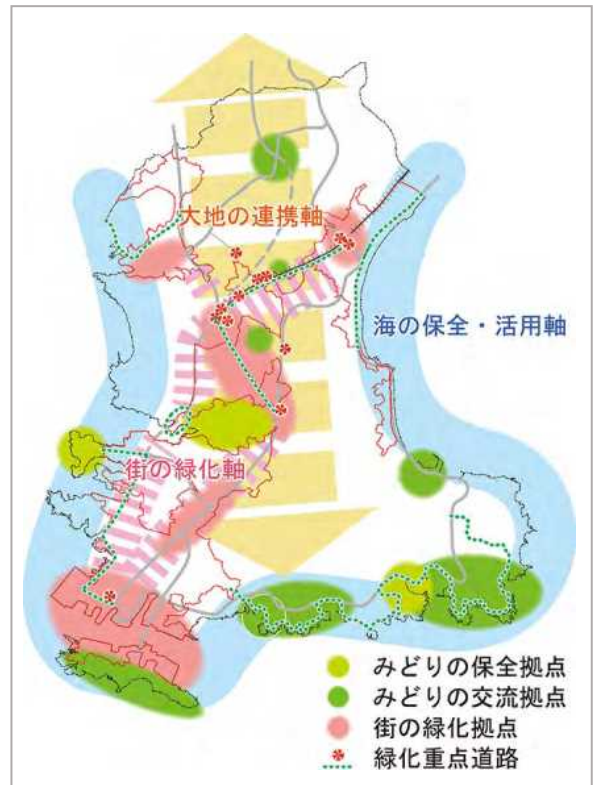 大地の連携軸
海の保全・活用軸
街の緑化軸
みどりの保全拠点
みどりの交流拠点
街の緑化拠点
緑化重点道路